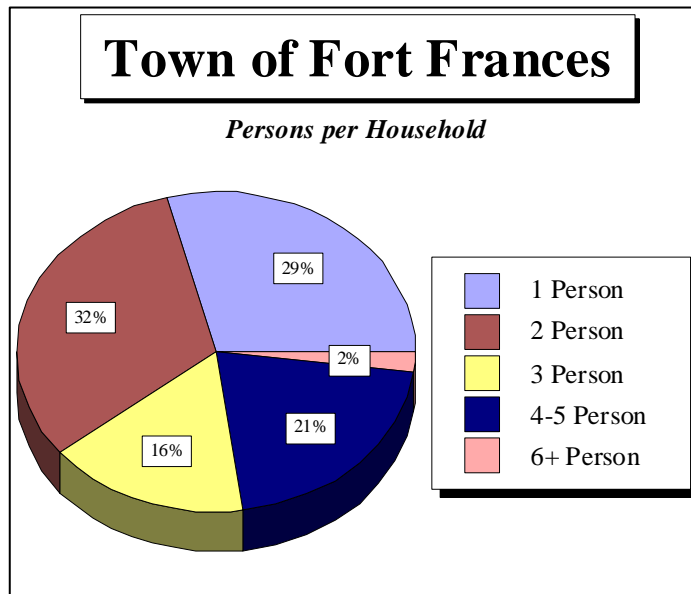 Town of Fort Frances
Persons per Household
29%
32%
2%
21%
16%
1 Person
2 Person
3 Person
4-5 Person
6+ Person